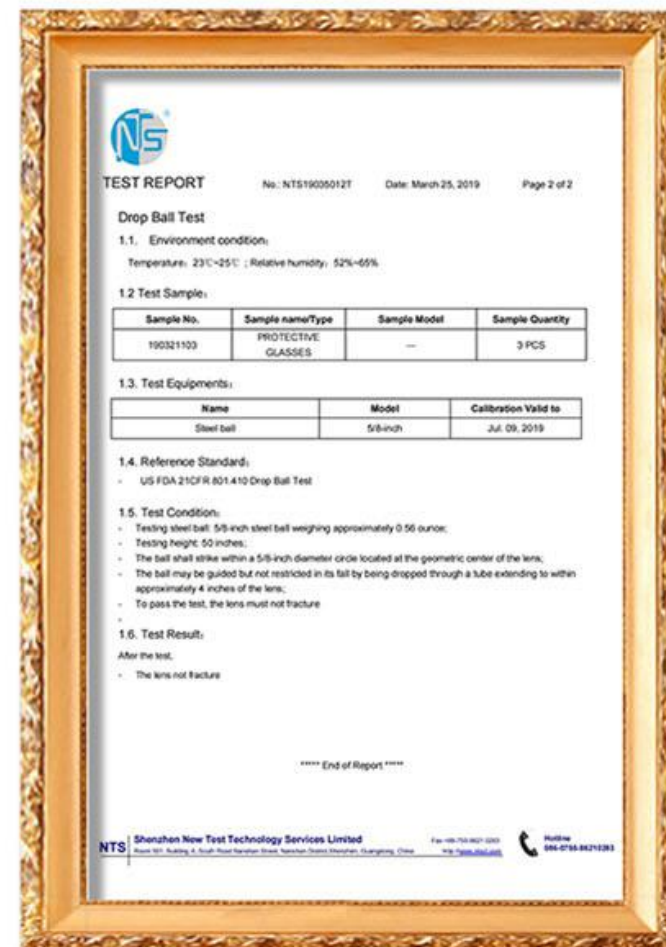 NTS
TEST REPORT No.: NTS19035012T Date: March 25, 2019 Page 2 of 2
Drop Ball Test
1.1. Environment condition:
Temperature: 23℃~25℃ ; Relative humidity: 52%~65%
1.2 Test Sample:
Sample No. Sample name/Type Sample Model Sample Quantity
190321103 PROTECTIVE GLASSES — 3 PCS
1.3. Test Equipments:
Name Model Calibration Valid to
Steel ball 5/8-inch Jul. 09, 2019
1.4. Reference Standard:
- US FDA 21CFR 801.410 Drop Ball Test
1.5. Test Condition:
- Testing steel ball: 5/8-inch steel ball weighing approximately 0.56 ounce;
- Testing height: 50 inches;
- The ball shall strike within a 5/8-inch diameter circle located at the geometric center of the lens;
- The ball may be guided but not restricted in its fall by being dropped through a tube extending to within
approximately 4 inches of the lens;
- To pass the test, the lens must not fracture
-
1.6. Test Result:
After the test,
- The lens not fracture
***** End of Report *****
NTS Shenzhen New Test Technology Services Limited
Hotline